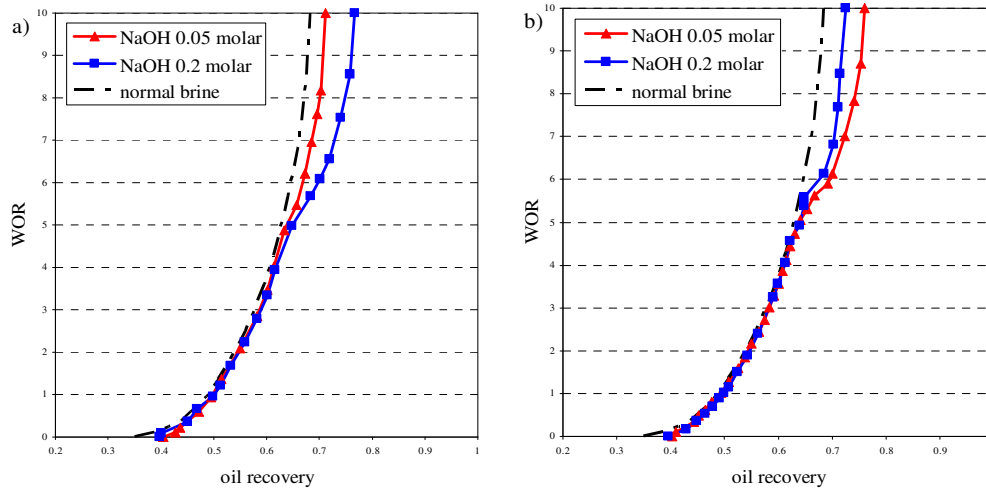 a)
NaOH 0.05 molar
NaOH 0.2 molar
normal brine
WOR
10
9
8
7
6
5
4
3
2
1
0
0.2 0.3 0.4 0.5 0.6 0.7 0.8 0.9 1
oil recovery
b)
NaOH 0.05 molar
NaOH 0.2 molar
normal brine
WOR
10
9
8
7
6
5
4
3
2
1
0
0.2 0.3 0.4 0.5 0.6 0.7 0.8 0.9
oil recovery